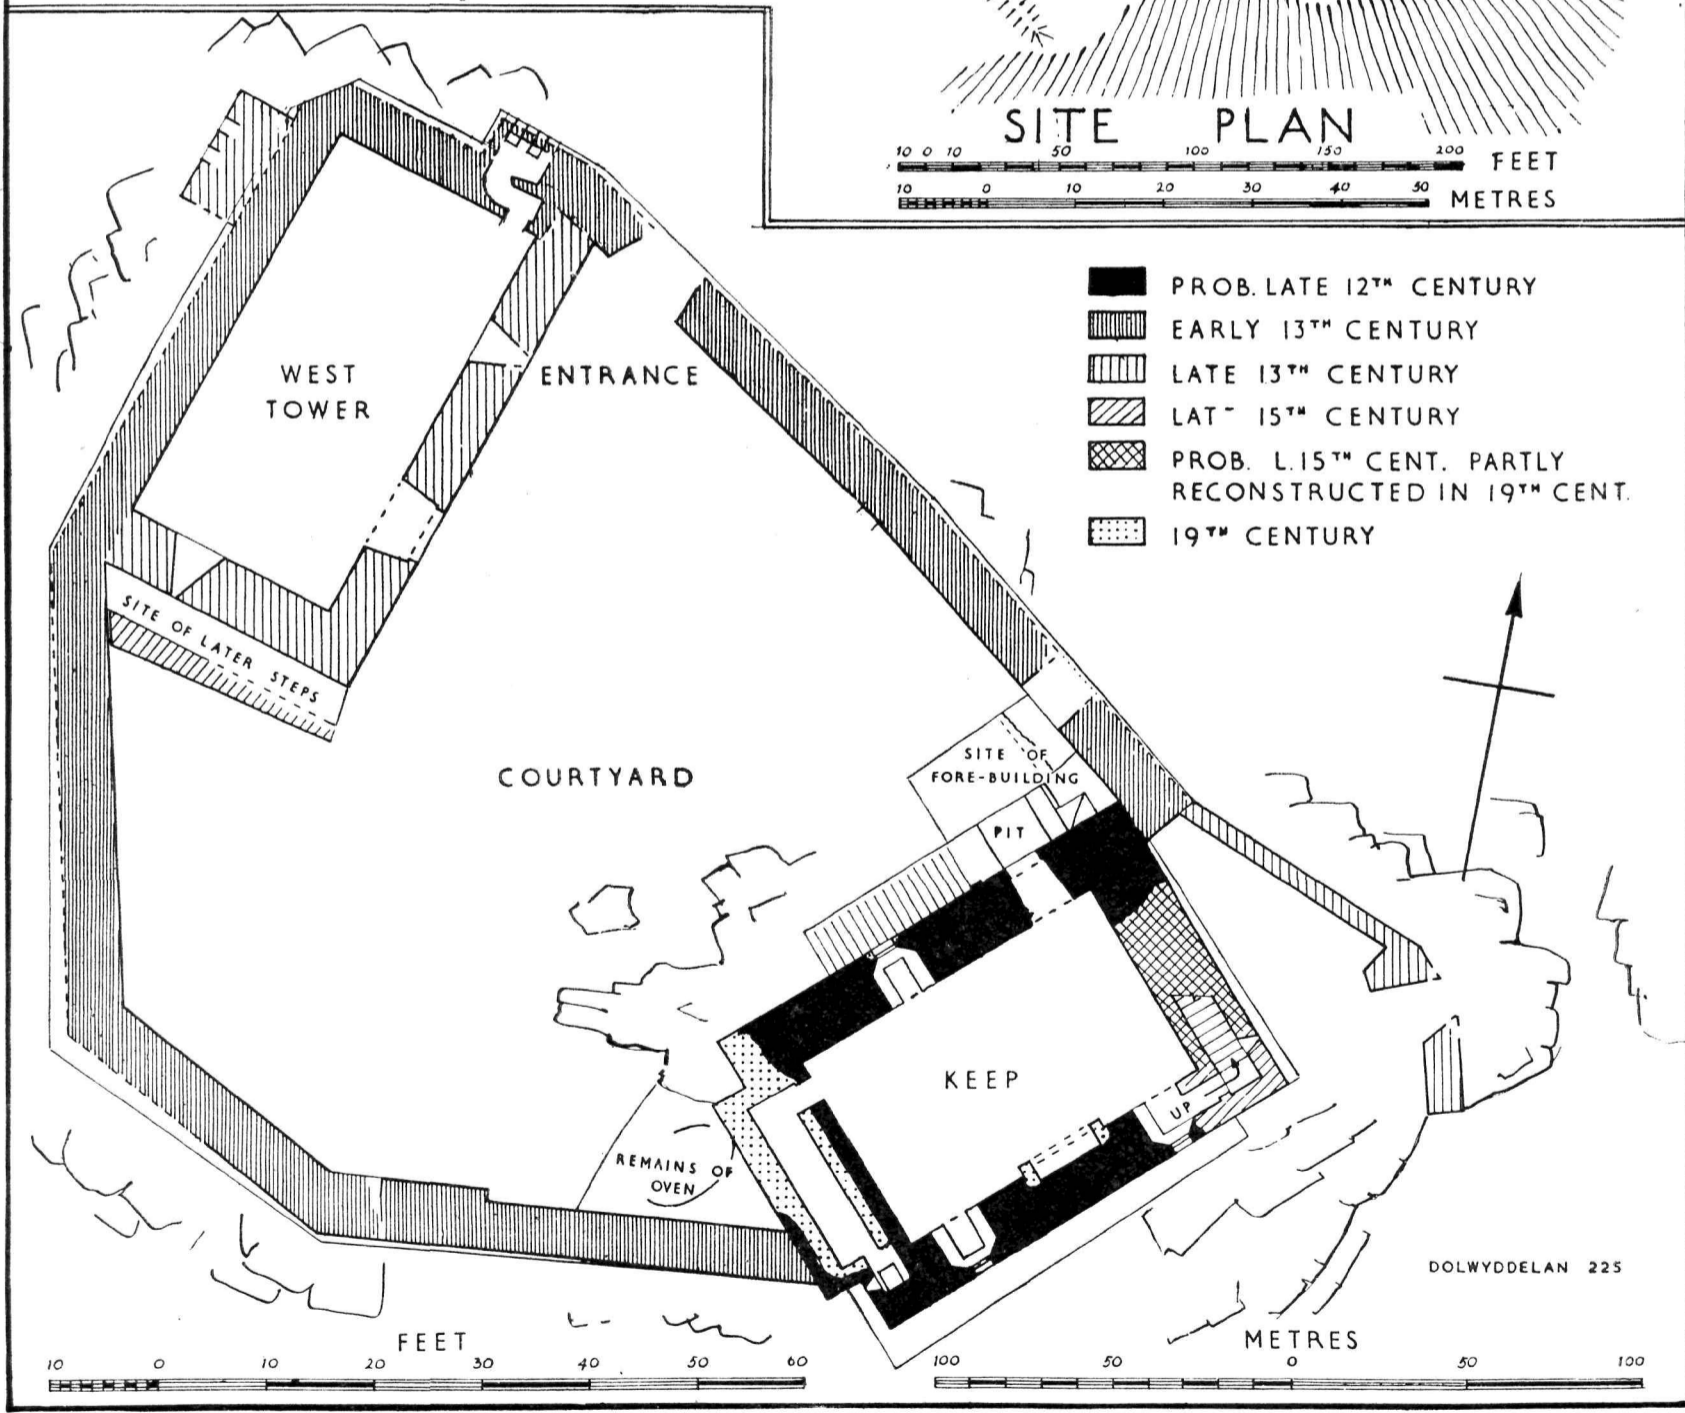 SITE PLAN
10 0 10 50 100 150 200 FEET
10 0 10 20 30 40 50 METRES
PROB. LATE 12TH CENTURY
EARLY 13TH CENTURY
LATE 13TH CENTURY
LAT- 15TH CENTURY
PROB. L.15TH CENT. PARTLY
RECONSTRUCTED IN 19TH CENT.
19TH CENTURY
WEST
TOWER
ENTRANCE
SITE OF LATER STEPS
COURTYARD
SITE OF
FORE-BUILDING
PIT
KEEP
UP
REMAINS OF
OVEN
DOLWYDDELAN 225
FEET
10 0 10 20 30 40 50 60
METRES
100 50 0 50 100